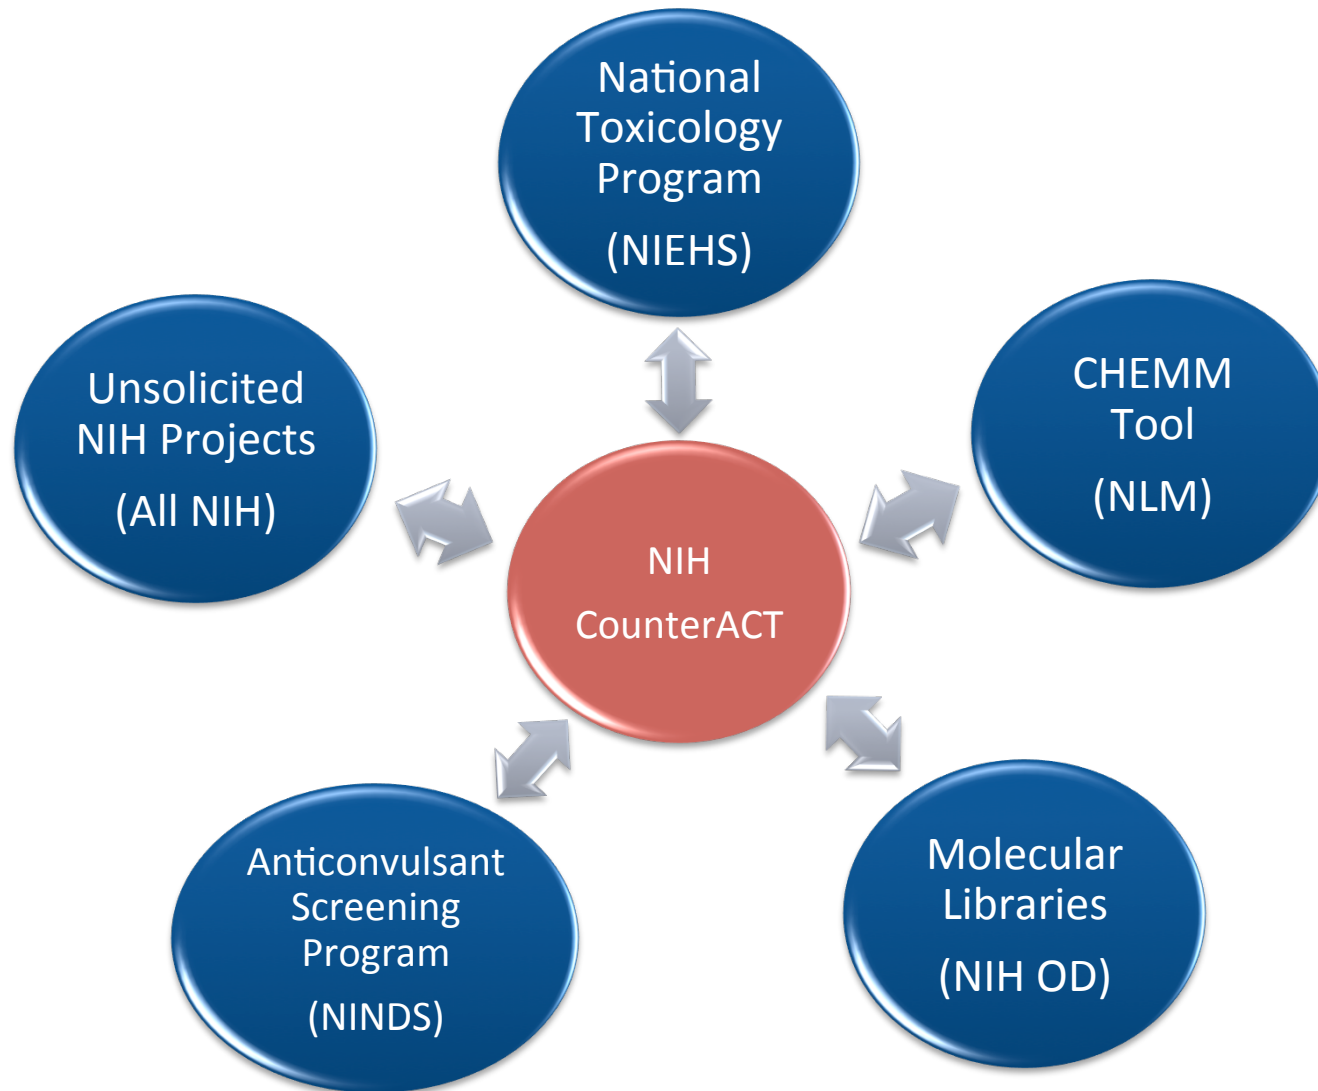 National
Toxicology
Program
(NIEHS)
CHEMM
Tool
(NLM)
Molecular
Libraries
(NIH OD)
Anticonvulsant
Screening
Program
(NINDS)
Unsolicited
NIH Projects
(All NIH)
NIH
CounterACT